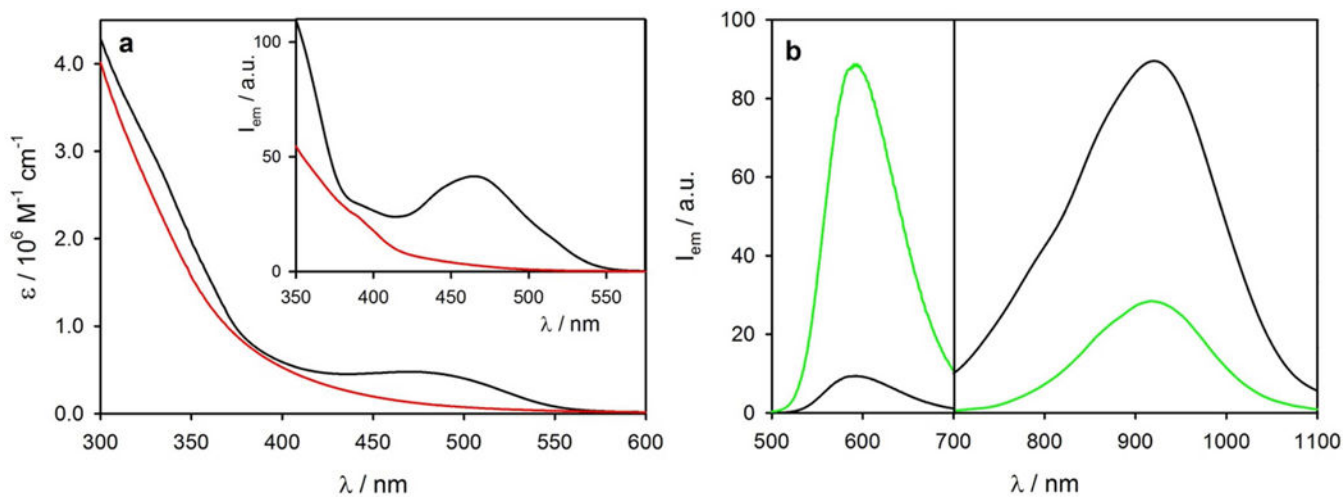 a
ε / 10⁶ M⁻¹ cm⁻¹
4.0
3.0
2.0
1.0
0.0
300 350 400 450 500 550 600
λ / nm
I_em / a.u.
100
50
0
350 400 450 500 550
λ / nm
b
I_em / a.u.
100
80
60
40
20
0
500 600 700 800 900 1000 1100
λ / nm